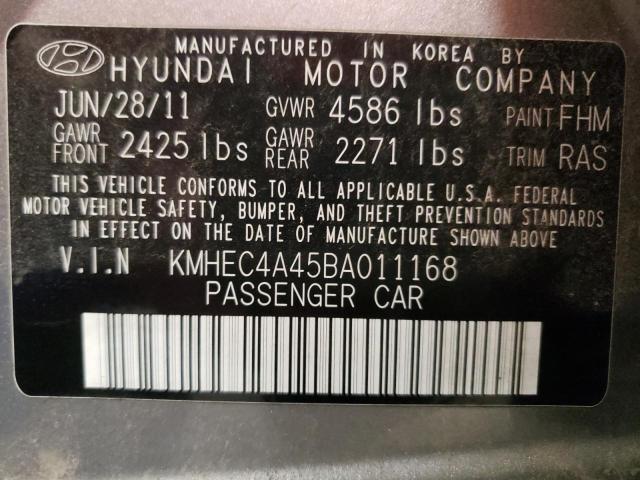 MANUFACTURED IN KOREA BY
HYUNDAI MOTOR COMPANY
JUN/28/11 GVWR 4586 lbs PAINT FHM
GAWR FRONT 2425 lbs GAWR REAR 2271 lbs TRIM RAS
THIS VEHICLE CONFORMS TO ALL APPLICABLE U.S.A. FEDERAL
MOTOR VEHICLE SAFETY, BUMPER, AND THEFT PREVENTION STANDARDS
IN EFFECT ON THE DATE OF MANUFACTURE SHOWN ABOVE.
V.I.N KMHEC4A45BA011168
PASSENGER CAR